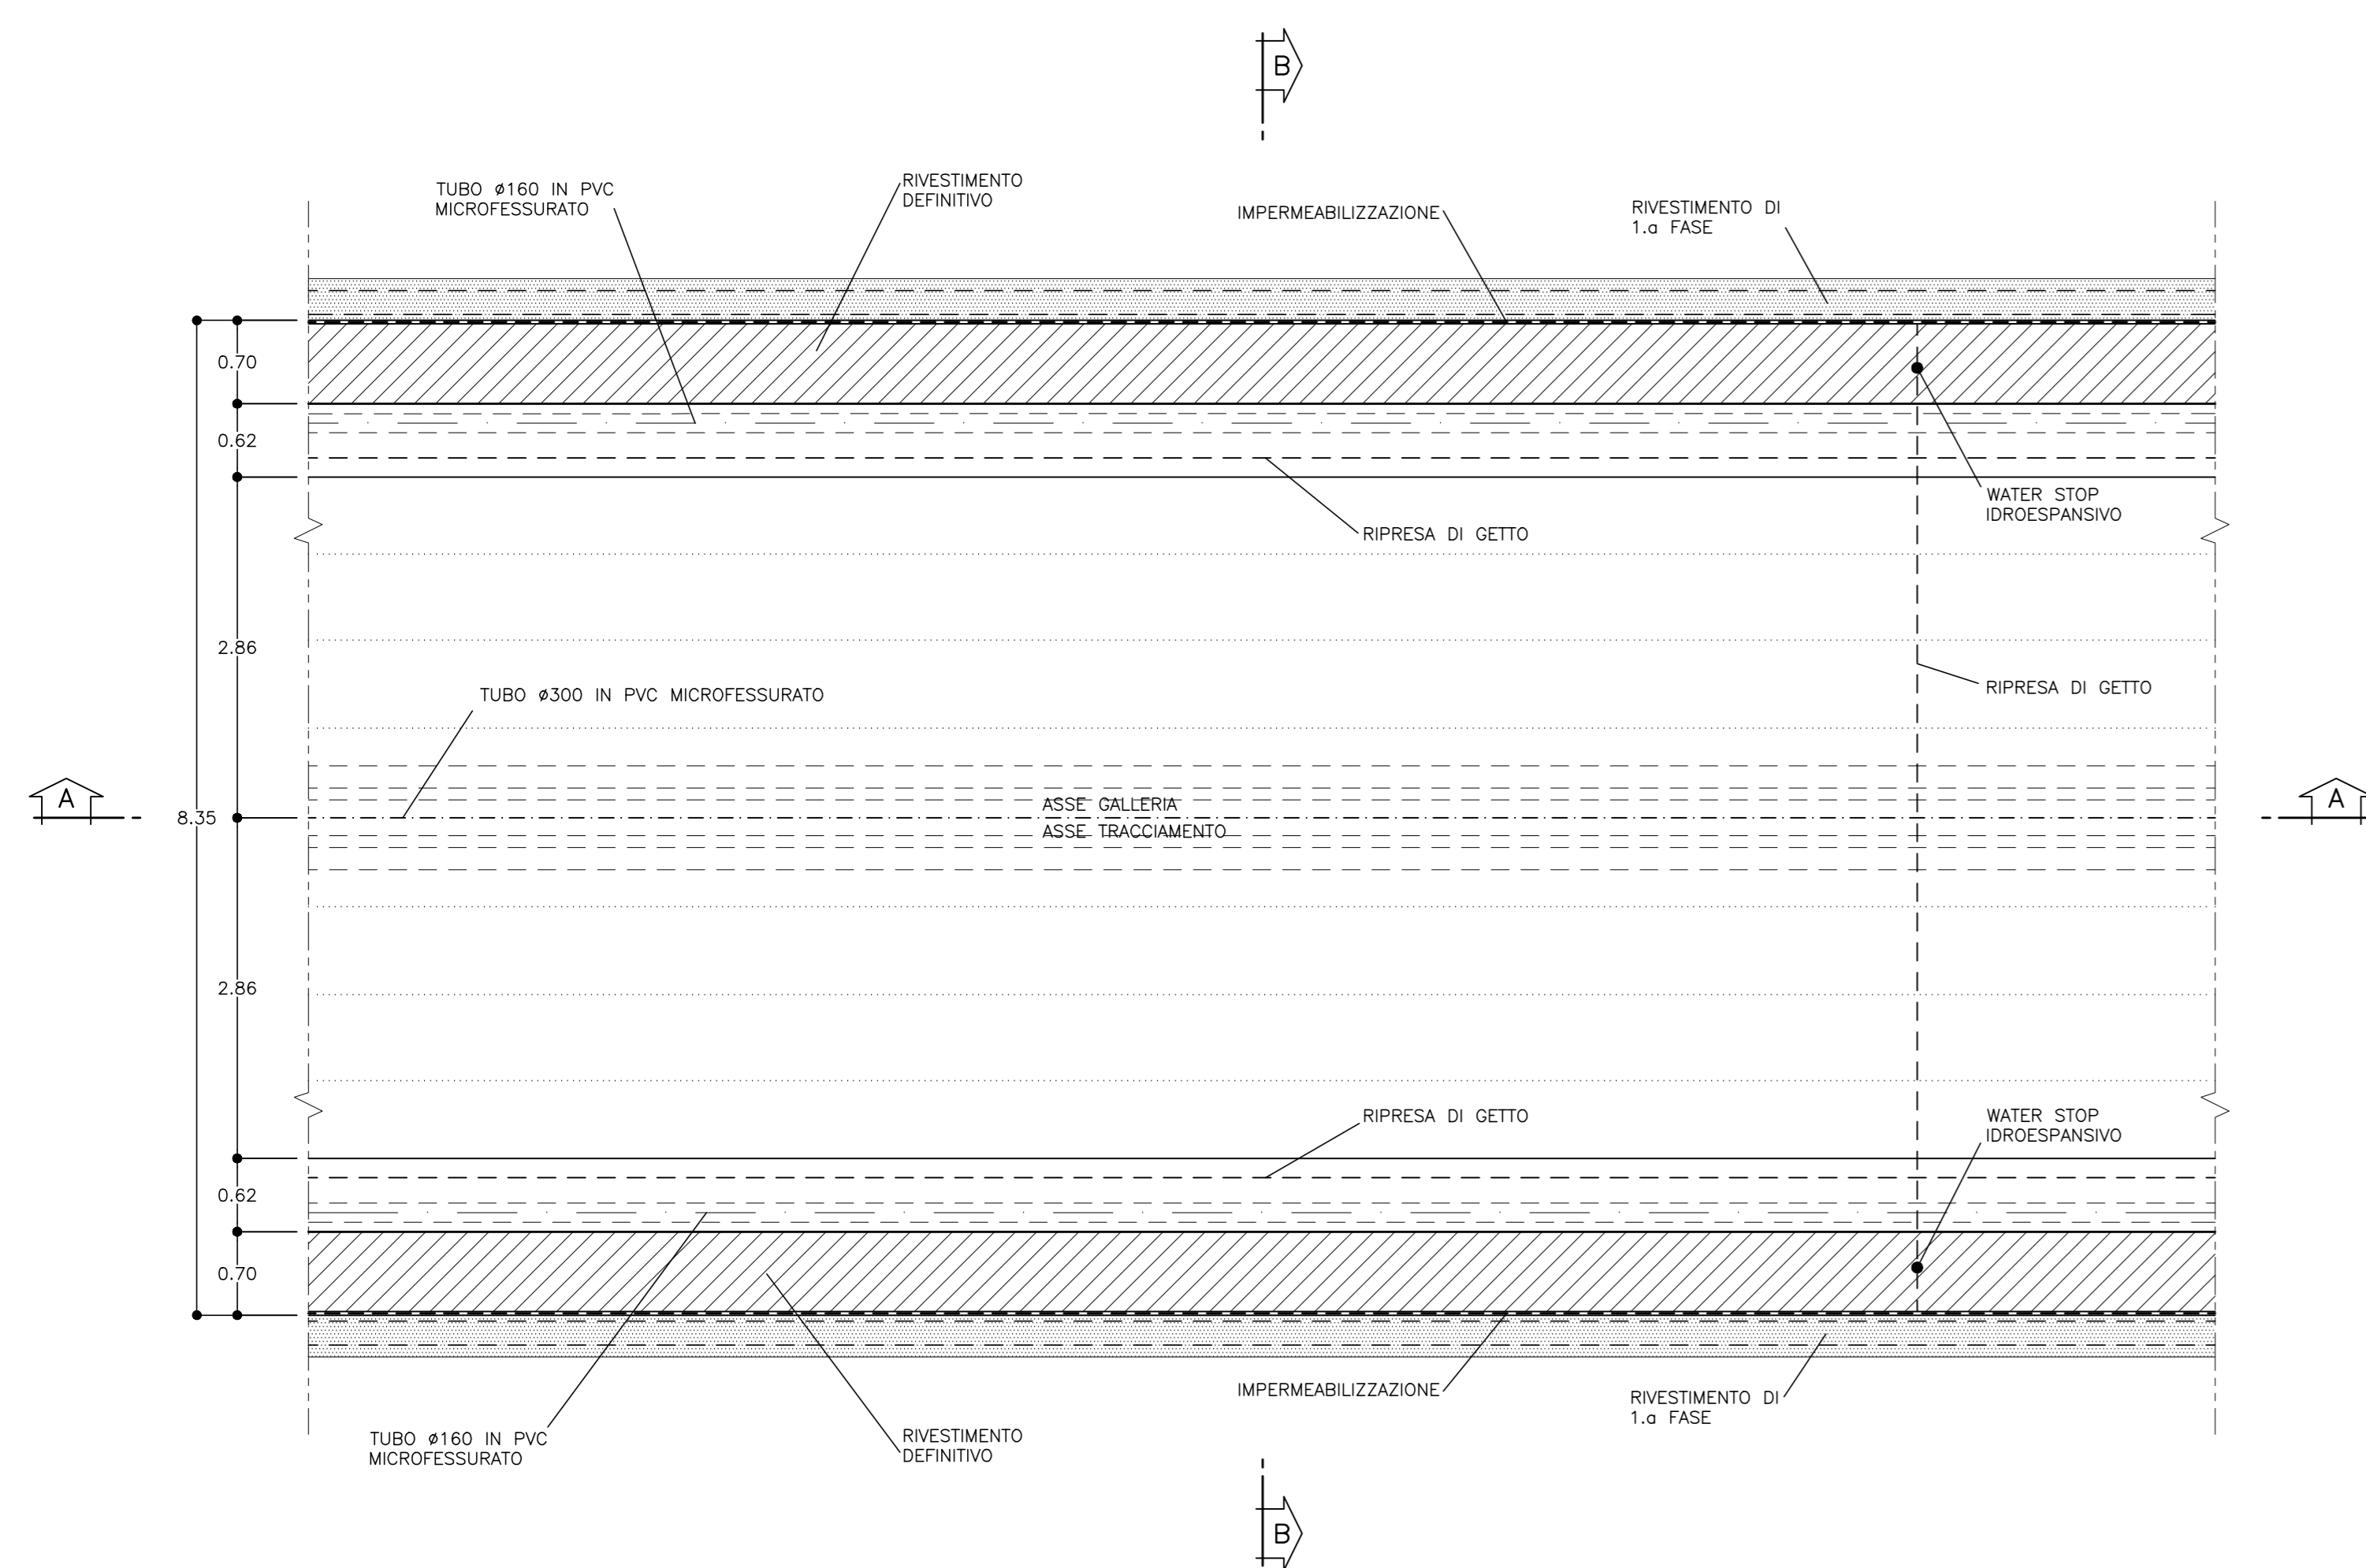 B
TUBO ø160 IN PVC
MICROFESSURATO
RIVESTIMENTO
DEFINITIVO
IMPERMEABILIZZAZIONE
RIVESTIMENTO DI
1.a FASE
0.70
0.62
WATER STOP
IDROESPANSIVO
RIPRESA DI GETTO
2.86
RIPRESA DI GETTO
TUBO ø300 IN PVC MICROFESSURATO
A
8.35
ASSE GALLERIA
ASSE TRACCIAMENTO
A
2.86
RIPRESA DI GETTO
WATER STOP
IDROESPANSIVO
0.62
0.70
IMPERMEABILIZZAZIONE
RIVESTIMENTO DI
1.a FASE
TUBO ø160 IN PVC
MICROFESSURATO
RIVESTIMENTO
DEFINITIVO
B